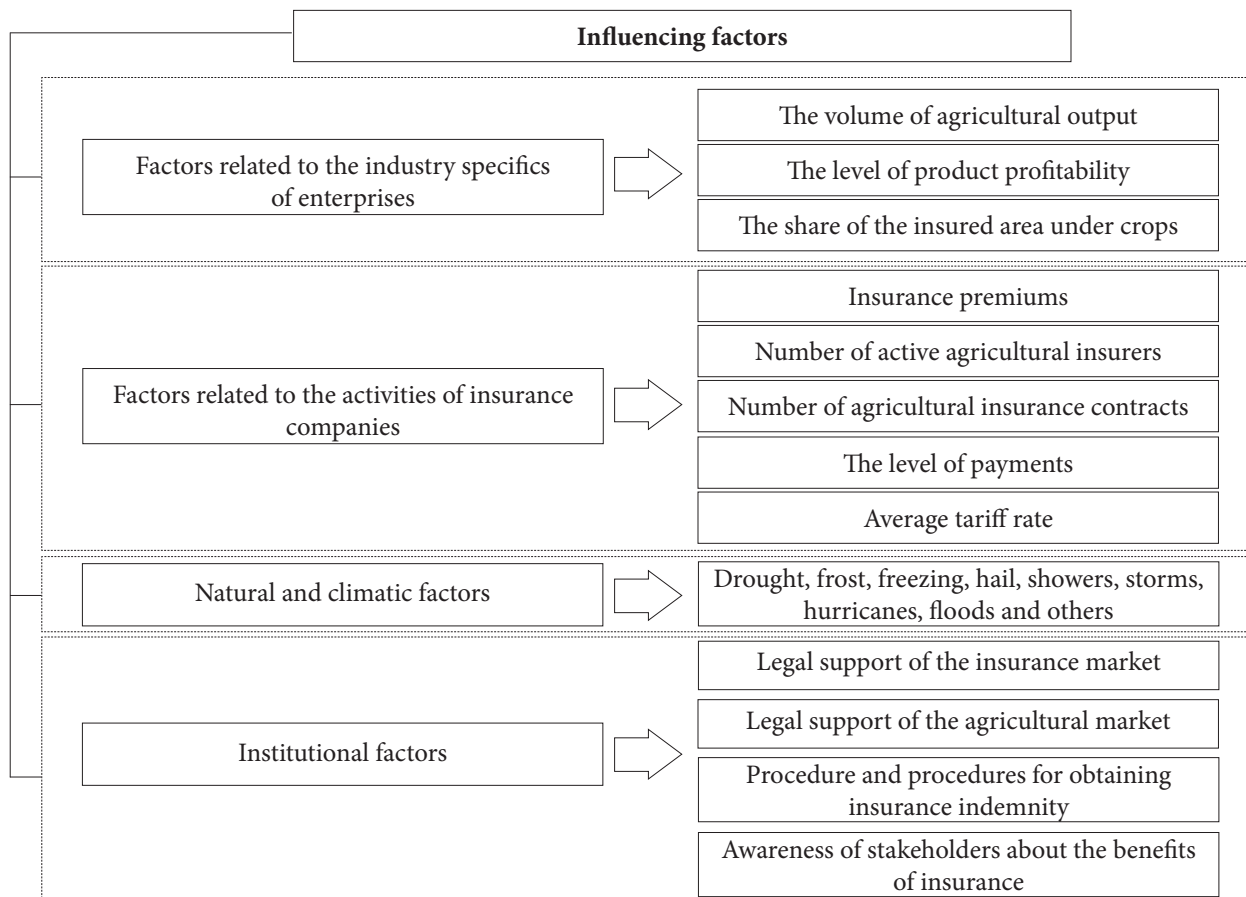 Influencing factors
Factors related to the industry specifics
of enterprises
The volume of agricultural output
The level of product profitability
The share of the insured area under crops
Factors related to the activities of insurance
companies
Insurance premiums
Number of active agricultural insurers
Number of agricultural insurance contracts
The level of payments
Average tariff rate
Natural and climatic factors
Drought, frost, freezing, hail, showers, storms,
hurricanes, floods and others
Institutional factors
Legal support of the insurance market
Legal support of the agricultural market
Procedure and procedures for obtaining
insurance indemnity
Awareness of stakeholders about the benefits
of insurance